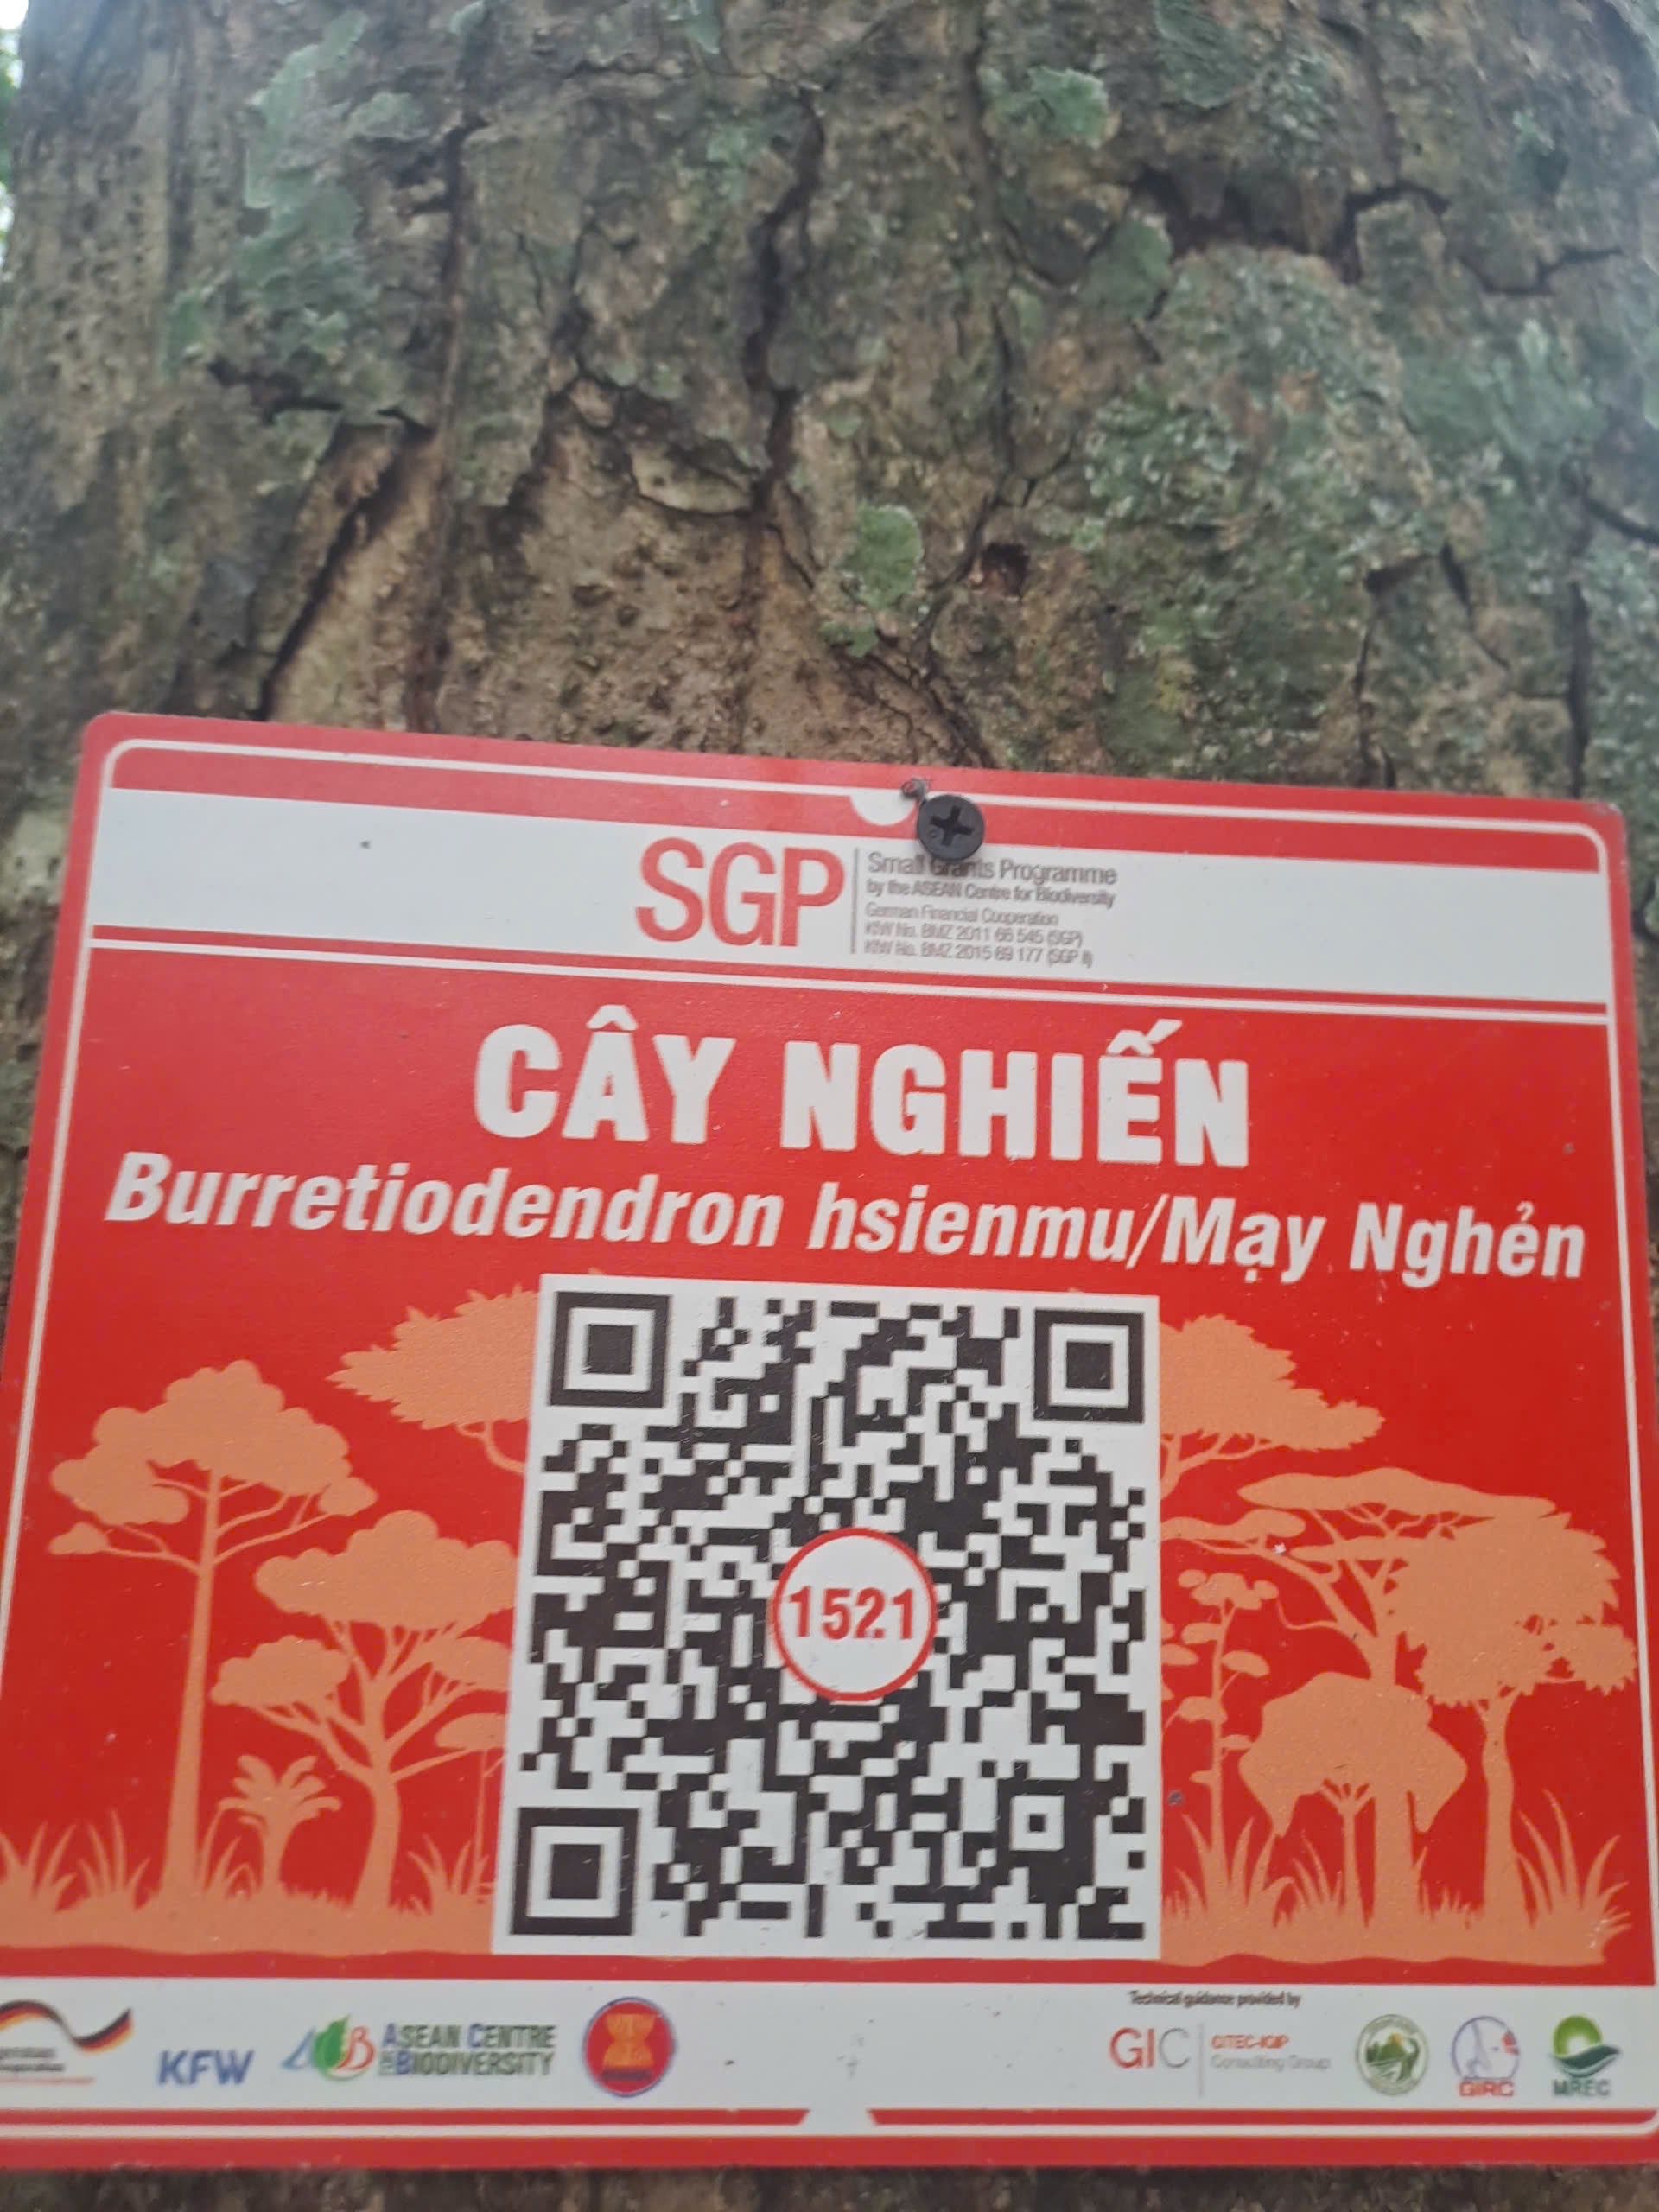 SGP
Small Grants Programme
by the ASEAN Centre for Biodiversity
German Financial Cooperation
KfW No. BMZ 2011 66 545 (SGP)
KfW No. BMZ 2015 69 177 (SGP II)
CÂY NGHIẾN
Burretiodendron hsienmu/Mạy Nghẻn
1521
KFW
ACB
ASEAN CENTRE
FOR BIODIVERSITY
Technical guidance provided by
GIC
GITEC-IGIP
Consulting Group
GIRC
MREC